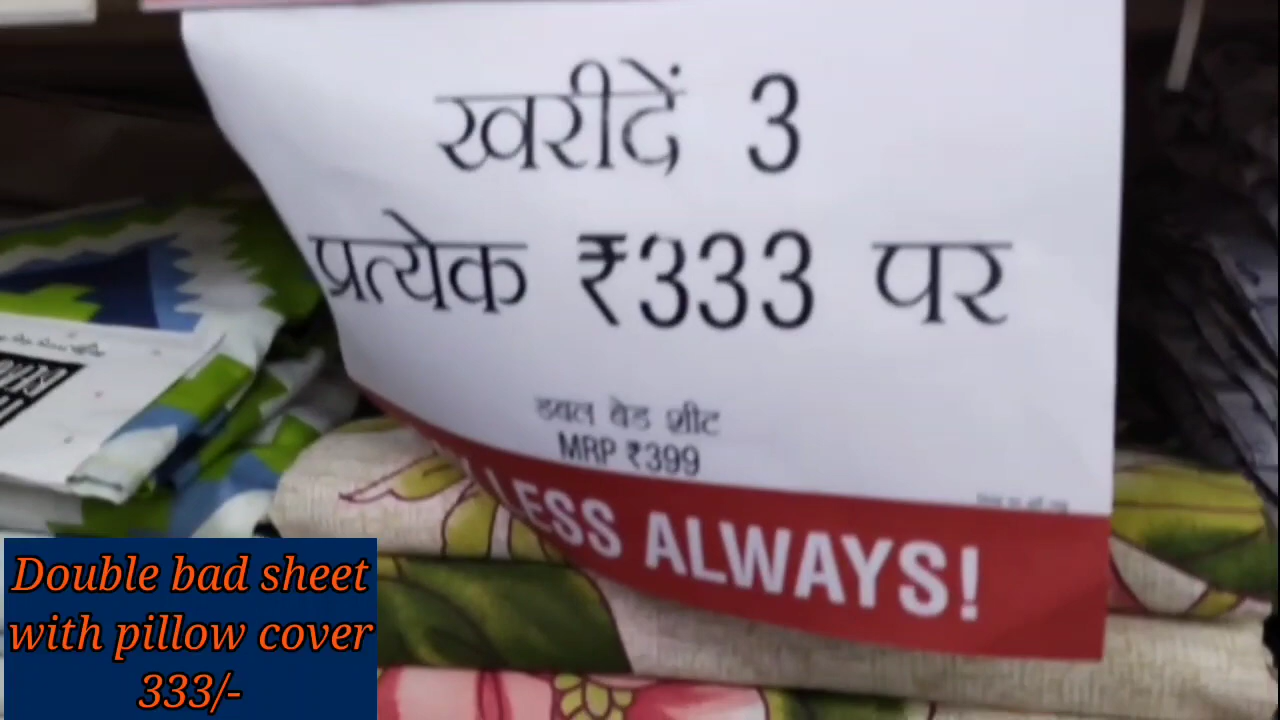 खरीदें 3
प्रत्येक ₹333 पर
डबल बेड शीट
MRP ₹399
LESS ALWAYS!
Double bad sheet
with pillow cover
333/-